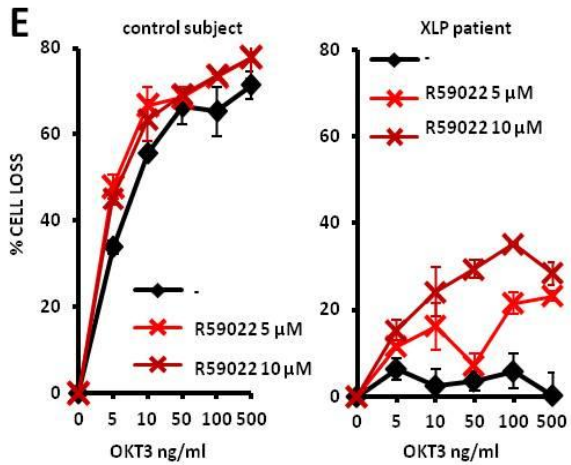 E
control subject
XLP patient
% CELL LOSS
80
60
40
20
0
-
R59022 5 µM
R59022 10 µM
0 5 10 50 100 500
OKT3 ng/ml
80
60
40
20
0
-
R59022 5 µM
R59022 10 µM
0 5 10 50 100 500
OKT3 ng/ml